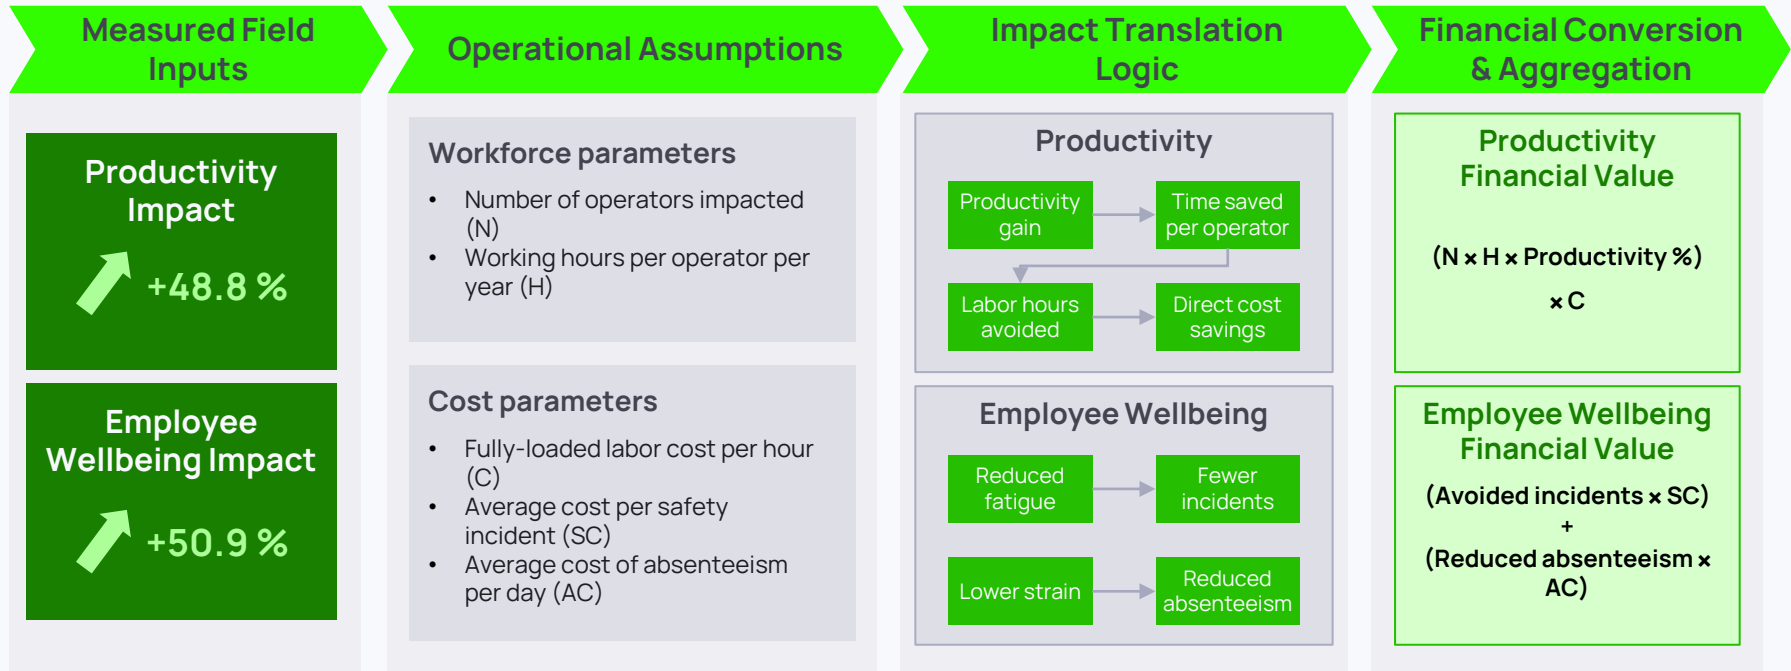 Measured Field
Inputs
Operational Assumptions
Impact Translation
Logic
Financial Conversion
& Aggregation
Productivity
Impact
+48.8 %
Employee
Wellbeing Impact
+50.9 %
Workforce parameters
• Number of operators impacted
(N)
• Working hours per operator per
year (H)
Cost parameters
• Fully-loaded labor cost per hour
(C)
• Average cost per safety
incident (SC)
• Average cost of absenteeism
per day (AC)
Productivity
Productivity
gain
Time saved
per operator
Labor hours
avoided
Direct cost
savings
Employee Wellbeing
Reduced
fatigue
Fewer
incidents
Lower strain
Reduced
absenteeism
Productivity
Financial Value
(N × H × Productivity %)
× C
Employee Wellbeing
Financial Value
(Avoided incidents × SC)
+
(Reduced absenteeism ×
AC)